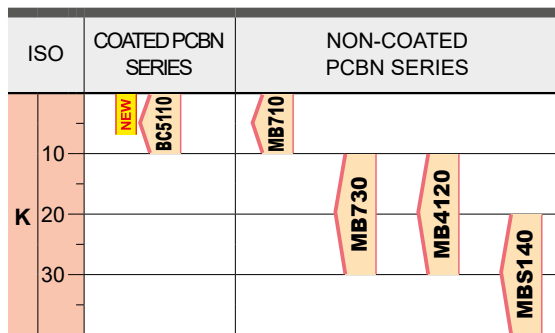 ISO
COATED PCBN
SERIES
NON-COATED
PCBN SERIES
K
10
20
30
NEW
BC5110
MB710
MB730
MB4120
MBS140